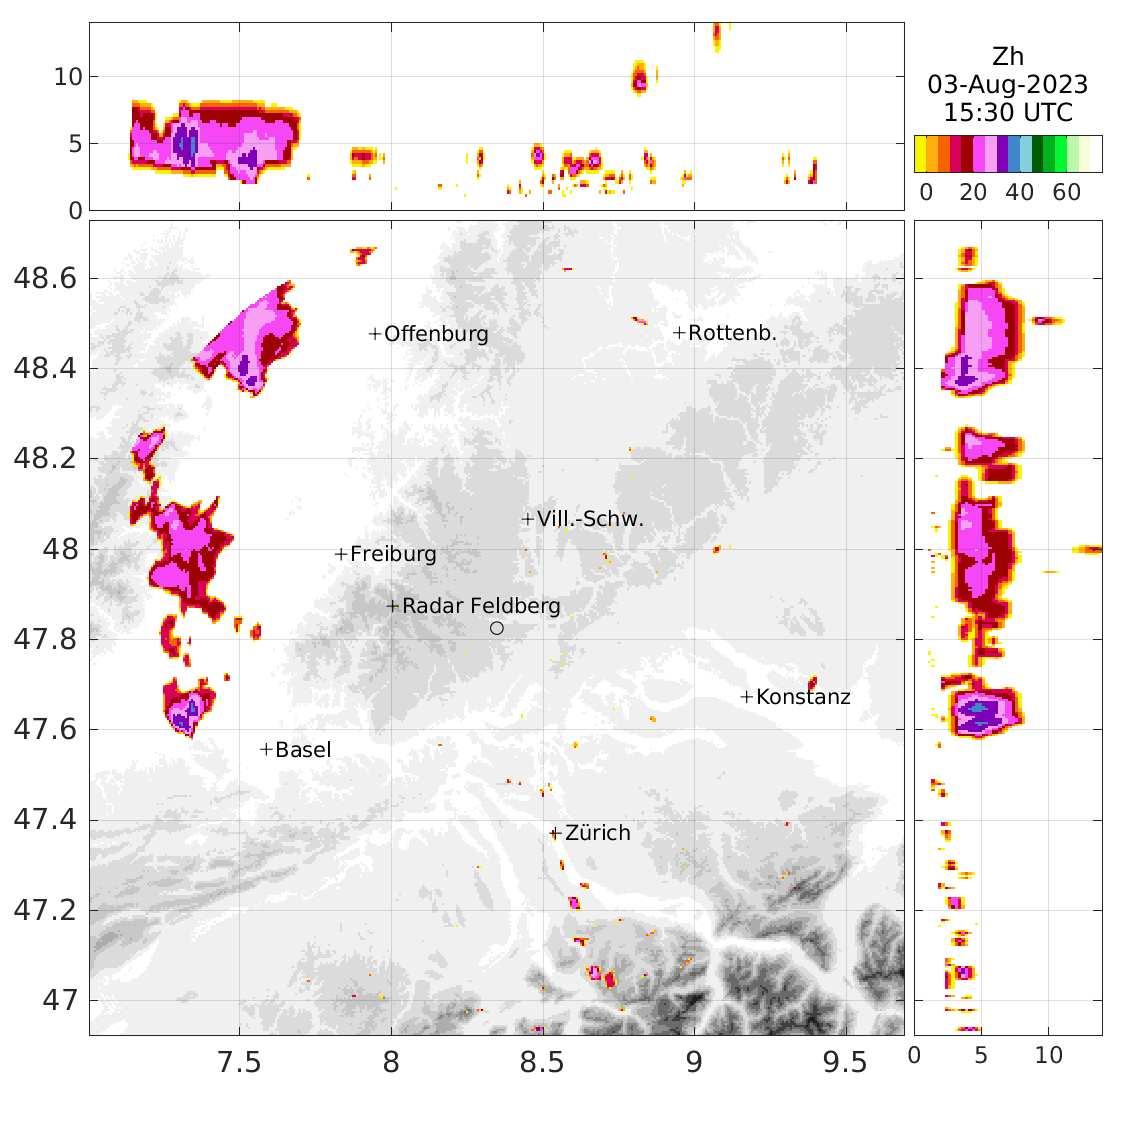 10
5
0
Zh
03-Aug-2023
15:30 UTC
0 20 40 60
48.6
48.4
48.2
48
47.8
47.6
47.4
47.2
47
Offenburg
Rottenb.
Vill.-Schw.
Freiburg
Radar Feldberg
Konstanz
Basel
Zürich
7.5 8 8.5 9 9.5
0 5 10